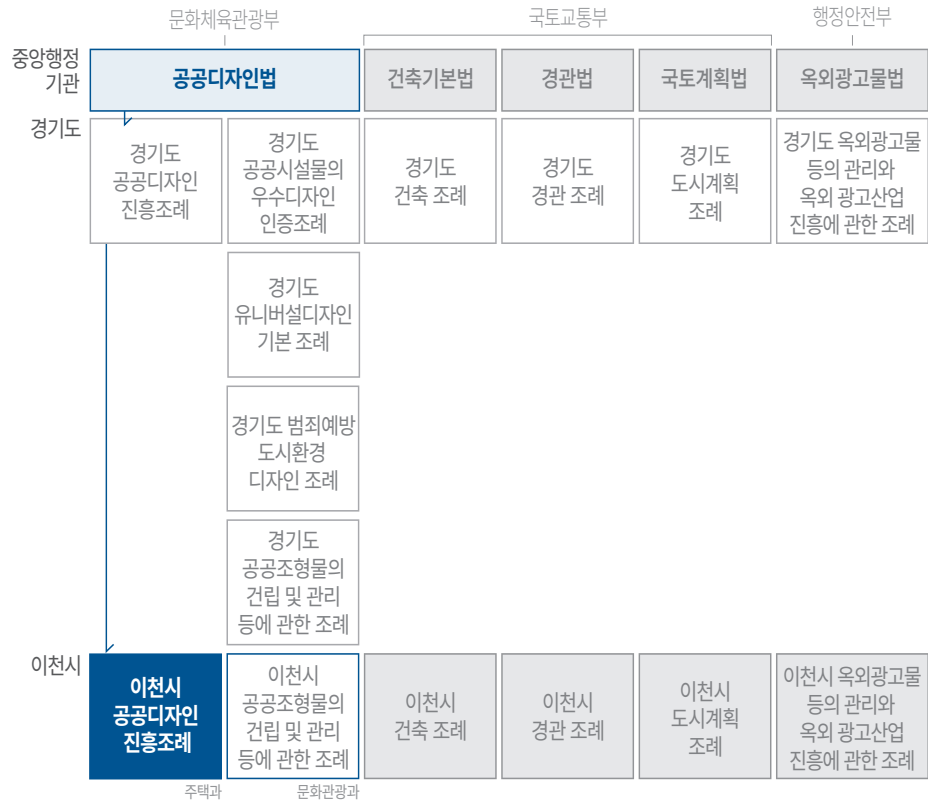 문화체육관광부
국토교통부
행정안전부
중앙행정
기관
공공디자인법
건축기본법
경관법
국토계획법
옥외광고물법
경기도
경기도
공공디자인
진흥조례
경기도
공공시설물의
우수디자인
인증조례
경기도
건축 조례
경기도
경관 조례
경기도
도시계획
조례
경기도 옥외광고물
등의 관리와
옥외 광고산업
진흥에 관한 조례
경기도
유니버설디자인
기본 조례
경기도 범죄예방
도시환경
디자인 조례
경기도
공공조형물의
건립 및 관리
등에 관한 조례
이천시
이천시
공공디자인
진흥조례
이천시
공공조형물의
건립 및 관리
등에 관한 조례
이천시
건축 조례
이천시
경관 조례
이천시
도시계획
조례
이천시 옥외광고물
등의 관리와
옥외 광고산업
진흥에 관한 조례
주택과
문화관광과